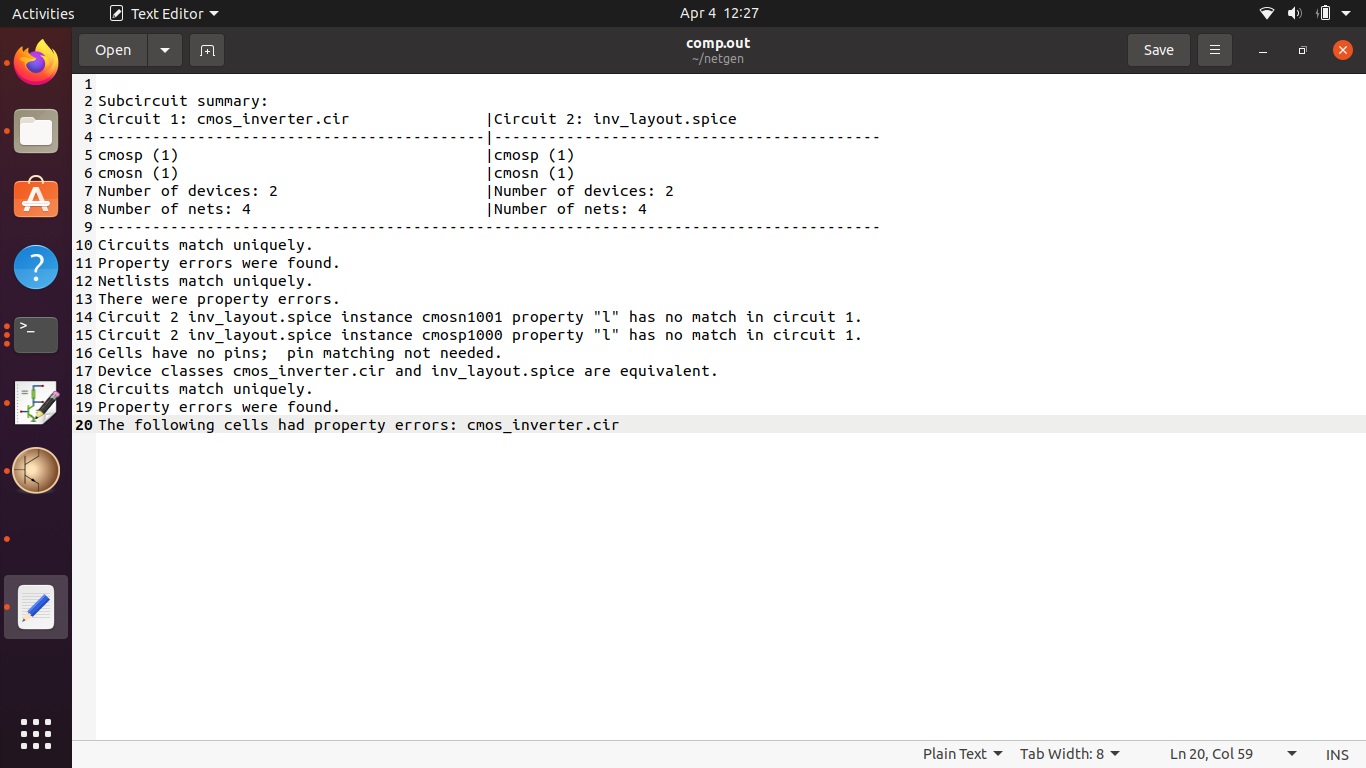 Activities Text Editor Apr 4 12:27
Open comp.out Save
~/netgen
1
2 Subcircuit summary:
3 Circuit 1: cmos_inverter.cir |Circuit 2: inv_layout.spice
4 -------------------------------------------|-------------------------------------------
5 cmosp (1) |cmosp (1)
6 cmosn (1) |cmosn (1)
7 Number of devices: 2 |Number of devices: 2
8 Number of nets: 4 |Number of nets: 4
9 ---------------------------------------------------------------------------------------
10 Circuits match uniquely.
11 Property errors were found.
12 Netlists match uniquely.
13 There were property errors.
14 Circuit 2 inv_layout.spice instance cmosn1001 property "l" has no match in circuit 1.
15 Circuit 2 inv_layout.spice instance cmosp1000 property "l" has no match in circuit 1.
16 Cells have no pins;  pin matching not needed.
17 Device classes cmos_inverter.cir and inv_layout.spice are equivalent.
18 Circuits match uniquely.
19 Property errors were found.
20 The following cells had property errors: cmos_inverter.cir
Plain Text Tab Width: 8 Ln 20, Col 59 INS